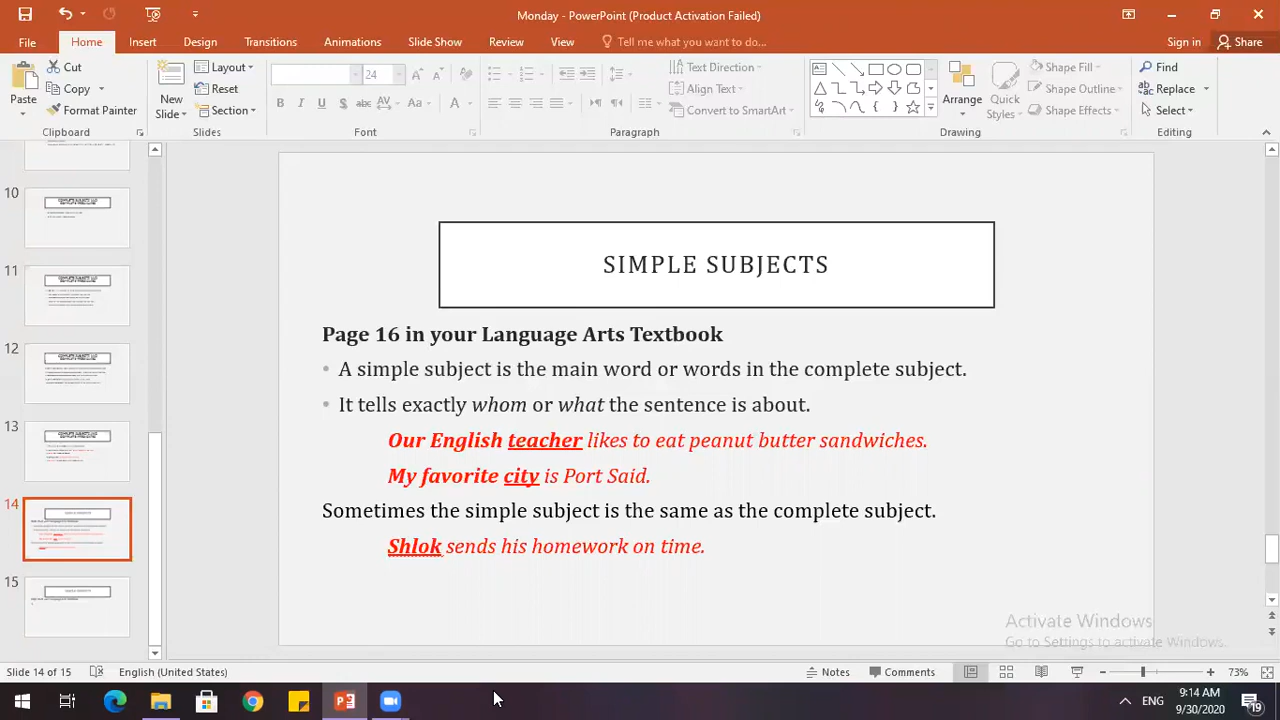 Monday - (Product Activation Failed)
File Home Insert Design Transitions Animations Slide Show Review View Tell me what you want to do... Sign in Share
Cut Layout 24 Text Direction Shape Fill Find
Copy Reset Align Text Shape Outline Replace
Paste Format Painter New Slide Section Convert to SmartArt Arrange Quick Styles Shape Effects Select
Clipboard Slides Font Paragraph Drawing Editing
10
11
12
13
14
15
SIMPLE SUBJECTS
Page 16 in your Language Arts Textbook
• A simple subject is the main word or words in the complete subject.
• It tells exactly whom or what the sentence is about.
Our English teacher likes to eat peanut butter sandwiches.
My favorite city is Port Said.
Sometimes the simple subject is the same as the complete subject.
Shlok sends his homework on time.
Activate Windows
Go to Settings to activate Windows.
Slide 14 of 15 English (United States) Notes Comments 73%
ENG 9:14 AM
9/30/2020 19